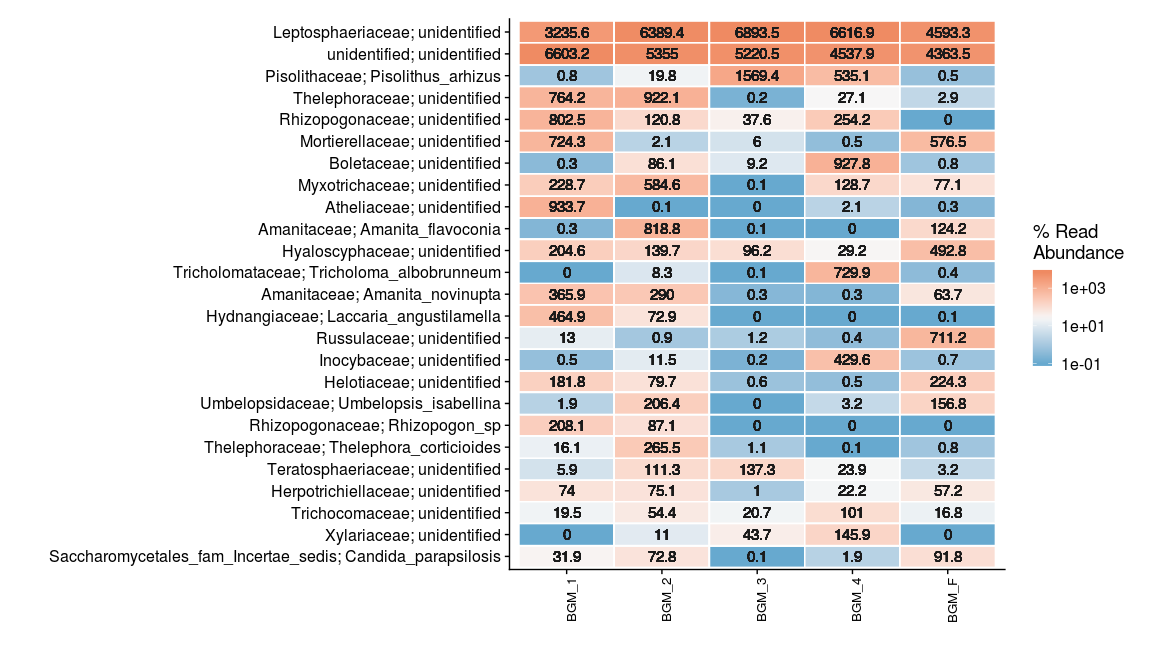 Leptosphaeriaceae; unidentified 3235.6 6389.4 6893.5 6616.9 4593.3
unidentified; unidentified 6603.2 5355 5220.5 4537.9 4363.5
Pisolithaceae; Pisolithus_arhizus 0.8 19.8 1569.4 535.1 0.5
Thelephoraceae; unidentified 764.2 922.1 0.2 27.1 2.9
Rhizopogonaceae; unidentified 802.5 120.8 37.6 254.2 0
Mortierellaceae; unidentified 724.3 2.1 6 0.5 576.5
Boletaceae; unidentified 0.3 86.1 9.2 927.8 0.8
Myxotrichaceae; unidentified 228.7 584.6 0.1 128.7 77.1
Atheliaceae; unidentified 933.7 0.1 0 2.1 0.3
Amanitaceae; Amanita_flavoconia 0.3 818.8 0.1 0 124.2
Hyaloscyphaceae; unidentified 204.6 139.7 96.2 29.2 492.8
Tricholomataceae; Tricholoma_albobrunneum 0 8.3 0.1 729.9 0.4
Amanitaceae; Amanita_novinupta 365.9 290 0.3 0.3 63.7
Hydnangiaceae; Laccaria_angustilamella 464.9 72.9 0 0 0.1
Russulaceae; unidentified 13 0.9 1.2 0.4 711.2
Inocybaceae; unidentified 0.5 11.5 0.2 429.6 0.7
Helotiaceae; unidentified 181.8 79.7 0.6 0.5 224.3
Umbelopsidaceae; Umbelopsis_isabellina 1.9 206.4 0 3.2 156.8
Rhizopogonaceae; Rhizopogon_sp 208.1 87.1 0 0 0
Thelephoraceae; Thelephora_corticioides 16.1 265.5 1.1 0.1 0.8
Teratosphaeriaceae; unidentified 5.9 111.3 137.3 23.9 3.2
Herpotrichiellaceae; unidentified 74 75.1 1 22.2 57.2
Trichocomaceae; unidentified 19.5 54.4 20.7 101 16.8
Xylariaceae; unidentified 0 11 43.7 145.9 0
Saccharomycetales_fam_Incertae_sedis; Candida_parapsilosis 31.9 72.8 0.1 1.9 91.8
BGM_1 BGM_2 BGM_3 BGM_4 BGM_F
% Read
Abundance
1e+03
1e+01
1e-01